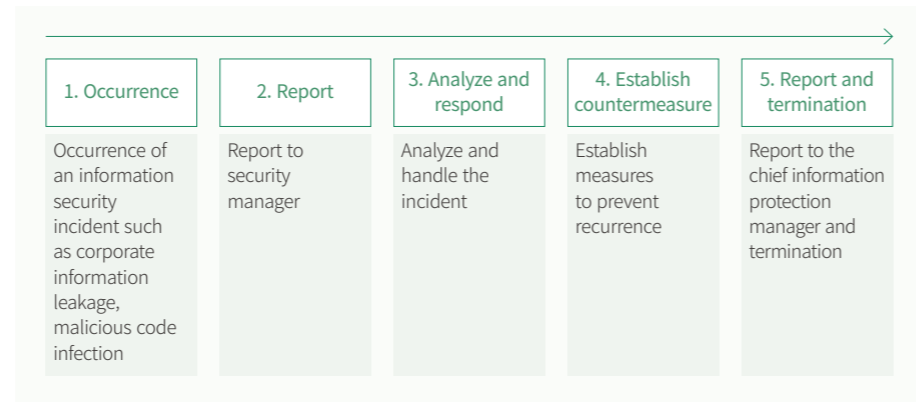 1. Occurrence
Occurrence of
an information
security
incident such
as corporate
information
leakage,
malicious code
infection
2. Report
Report to
security
manager
3. Analyze and
respond
Analyze and
handle the
incident
4. Establish
countermeasure
Establish
measures
to prevent
recurrence
5. Report and
termination
Report to the
chief information
protection
manager and
termination